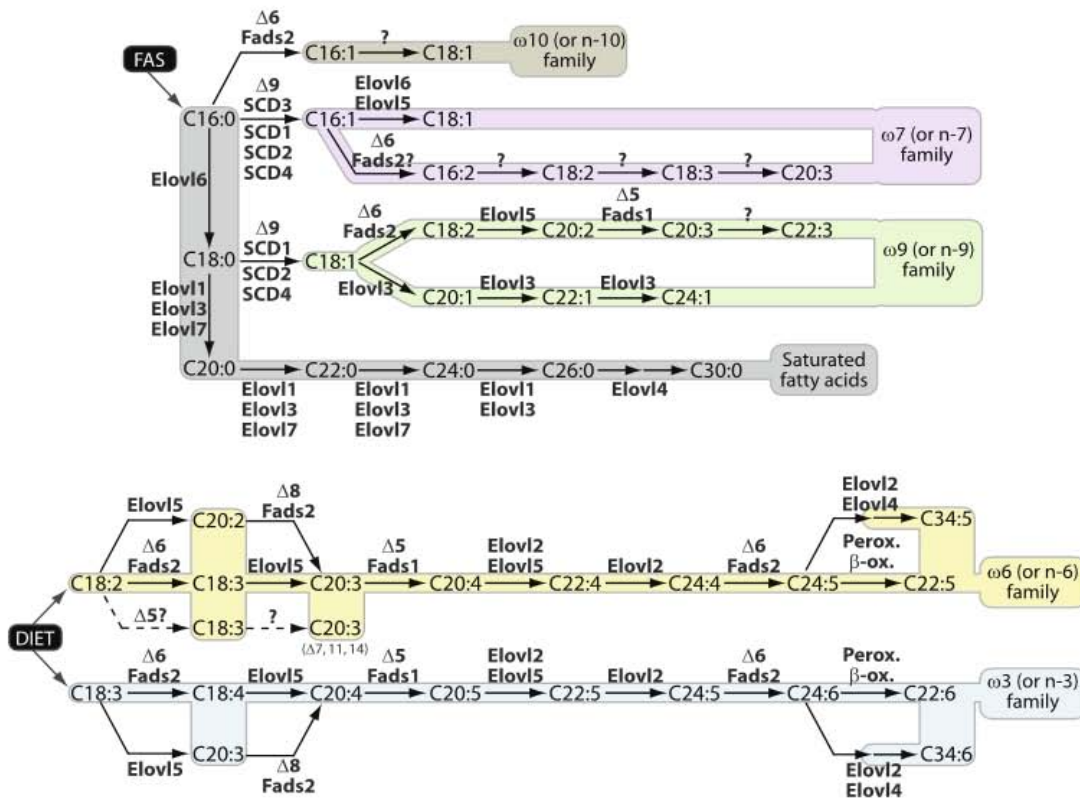 Δ6
Fads2
C16:1 ? C18:1
ω10 (or n-10)
family
FAS
C16:0
Δ9
SCD3
SCD1
SCD2
SCD4
C16:1
Elovl6
Elovl5
C18:1
Δ6
Fads2?
C16:2 ? C18:2 ? C18:3 ? C20:3
ω7 (or n-7)
family
Elovl6
C18:0
Δ9
SCD1
SCD2
SCD4
C18:1
Δ6
Fads2
C18:2 Elovl5 C20:2
Δ5
Fads1
C20:3 ? C22:3
Elovl3
C20:1 Elovl3 C22:1 Elovl3 C24:1
ω9 (or n-9)
family
Elovl1
Elovl3
Elovl7
C20:0
Elovl1
Elovl3
Elovl7
C22:0
Elovl1
Elovl3
Elovl7
C24:0
Elovl1
Elovl3
C26:0
Elovl4
C30:0
Saturated
fatty acids
Elovl5
C20:2
Δ8
Fads2
DIET
C18:2
Δ6
Fads2
C18:3
Elovl5
C20:3
Δ5
Fads1
C20:4
Elovl2
Elovl5
C22:4
Elovl2
C24:4
Δ6
Fads2
C24:5
Elovl2
Elovl4
C34:5
Perox.
β-ox.
C22:5
ω6 (or n-6)
family
Δ5?
C18:3
?
C20:3
(Δ7, 11, 14)
C18:3
Δ6
Fads2
C18:4
Elovl5
C20:4
Δ5
Fads1
C20:5
Elovl2
Elovl5
C22:5
Elovl2
C24:5
Δ6
Fads2
C24:6
Perox.
β-ox.
C22:6
ω3 (or n-3)
family
Elovl5
C20:3
Δ8
Fads2
Elovl2
Elovl4
C34:6